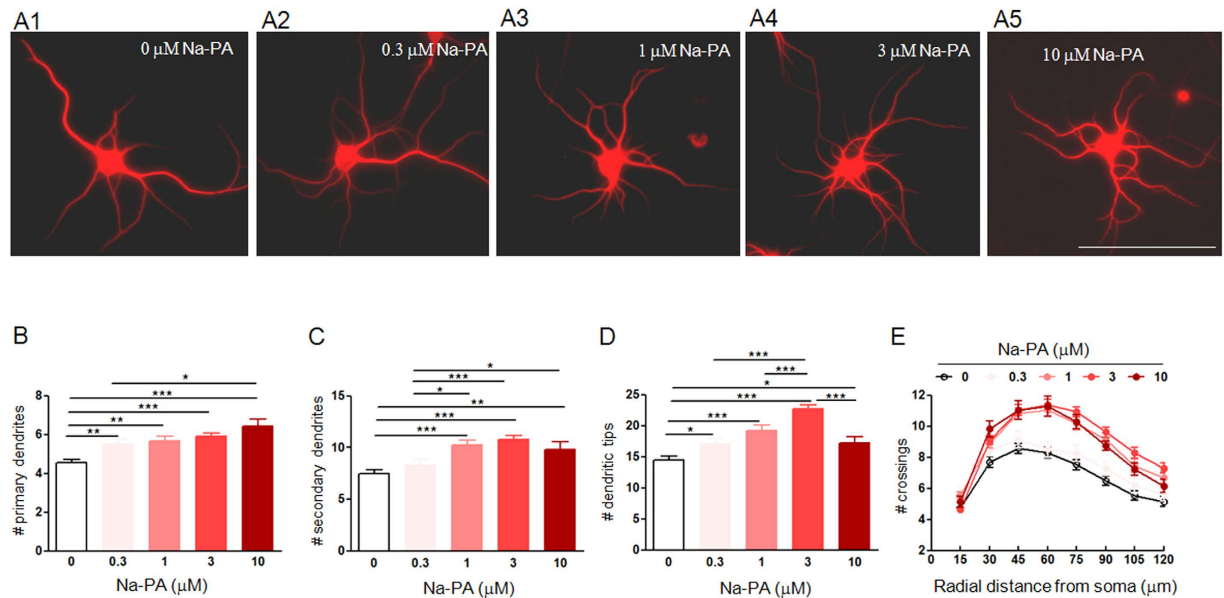 A1 A2 A3 A4 A5
0 μM Na-PA
0.3 μM Na-PA
1 μM Na-PA
3 μM Na-PA
10 μM Na-PA
B
# primary dendrites
8
6
4
2
0
** ** *** *** *
0 0.3 1 3 10
Na-PA (μM)
C
# secondary dendrites
15
10
5
0
*** *** ** * *** *
0 0.3 1 3 10
Na-PA (μM)
D
# dendritic tips
25
20
15
10
5
0
* *** *** * *** *** ***
0 0.3 1 3 10
Na-PA (μM)
E
Na-PA (μM)
0 0.3 1 3 10
# crossings
12
10
8
6
4
2
0 15 30 45 60 75 90 105 120
Radial distance from soma (μm)